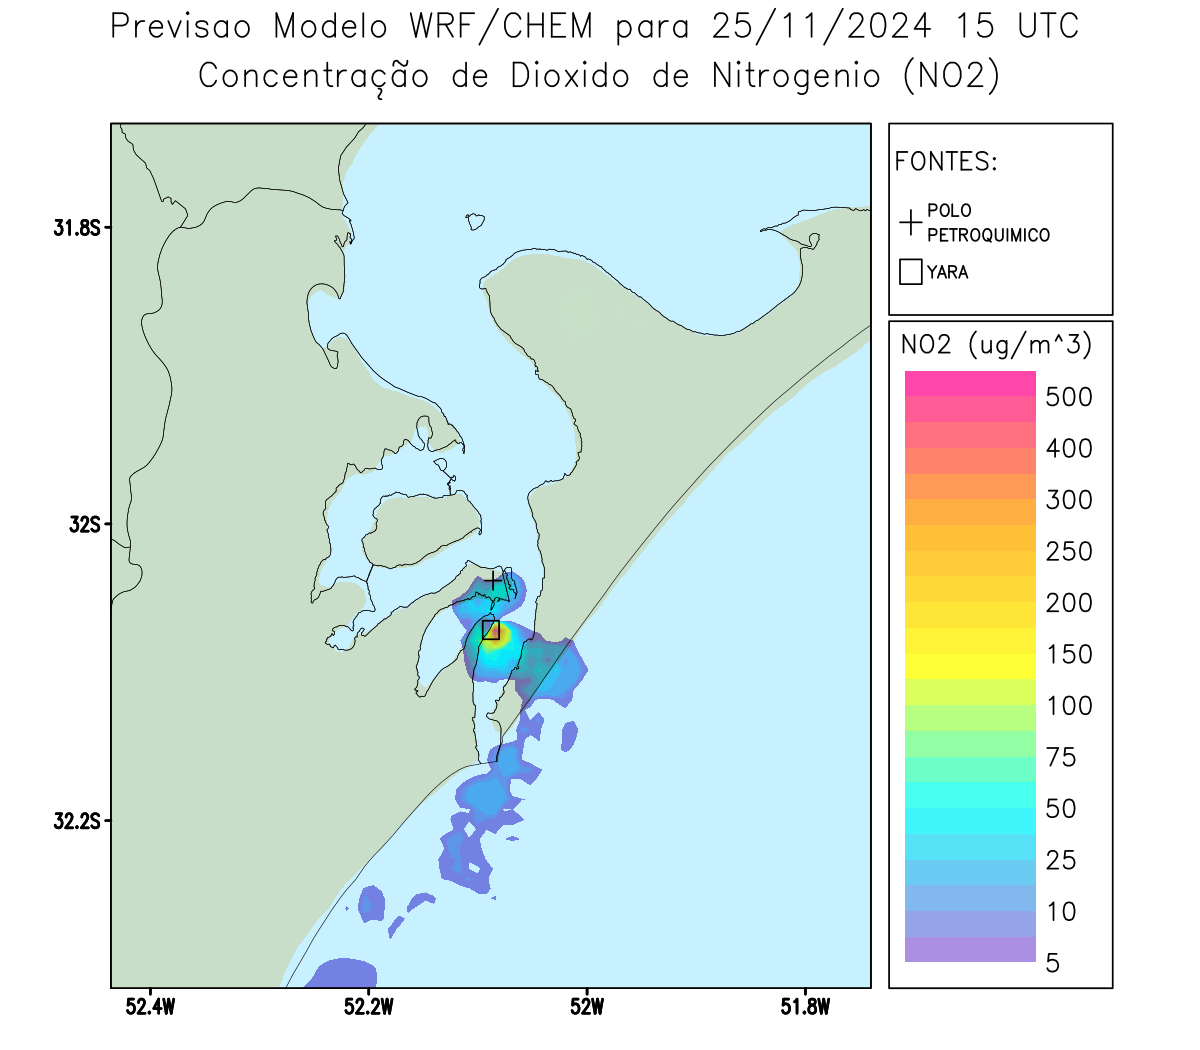 Previsao Modelo WRF/CHEM para 25/11/2024 15 UTC
Concentração de Dioxido de Nitrogenio (NO2)
FONTES:
POLO
PETROQUIMICO
YARA
NO2 (ug/m^3)
500
400
300
250
200
150
100
75
50
25
10
5
31.8S
32S
32.2S
52.4W
52.2W
52W
51.8W